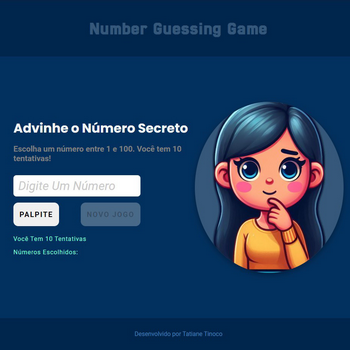 Number Guessing Game
Advinhe o Número Secreto
Escolha um número entre 1 e 100. Você tem 10
tentativas!
Digite Um Número
PALPITE
NOVO JOGO
Você Tem 10 Tentativas
Números Escolhidos:
Desenvolvido por Tatiane Tinoco